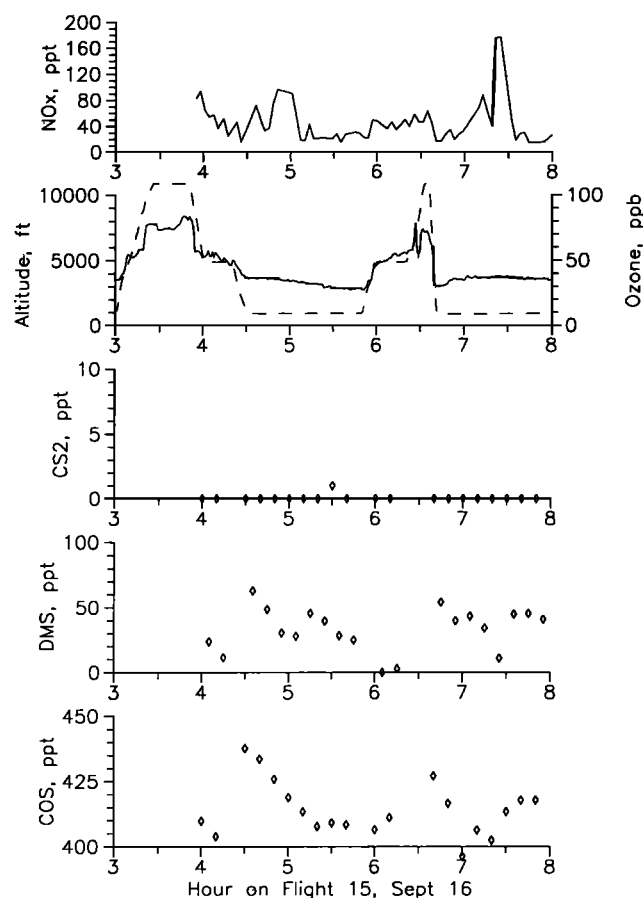 NOx, ppt
200
160
120
80
40
0
3 4 5 6 7 8
Altitude, ft
10000
5000
0
Ozone, ppb
100
50
0
3 4 5 6 7 8
CS2, ppt
10
5
0
3 4 5 6 7 8
DMS, ppt
100
50
0
3 4 5 6 7 8
COS, ppt
450
425
400
3 4 5 6 7 8
Hour on Flight 15, Sept 16